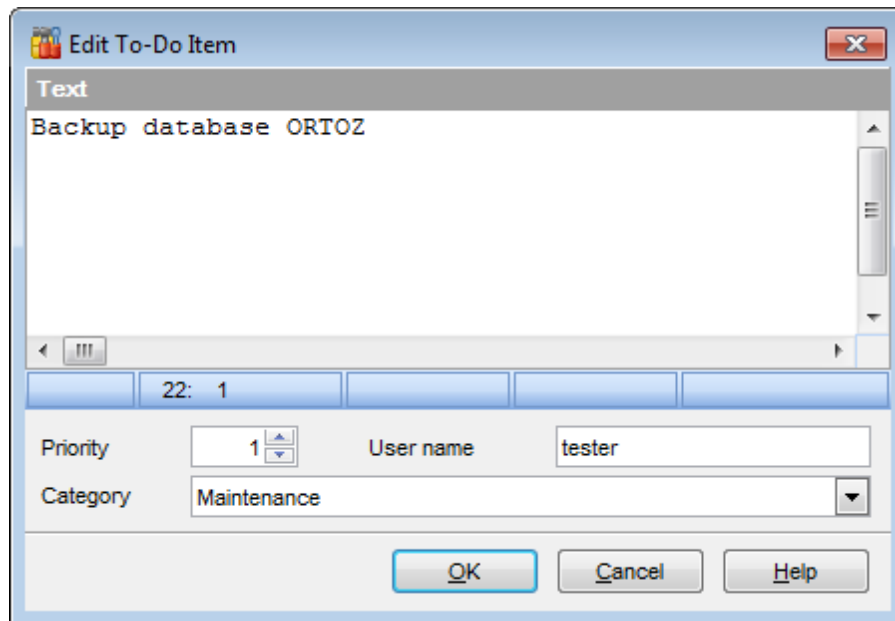 Edit To-Do Item
Text
Backup database ORTOZ
22: 1
Priority 1 User name tester
Category Maintenance
OK Cancel Help